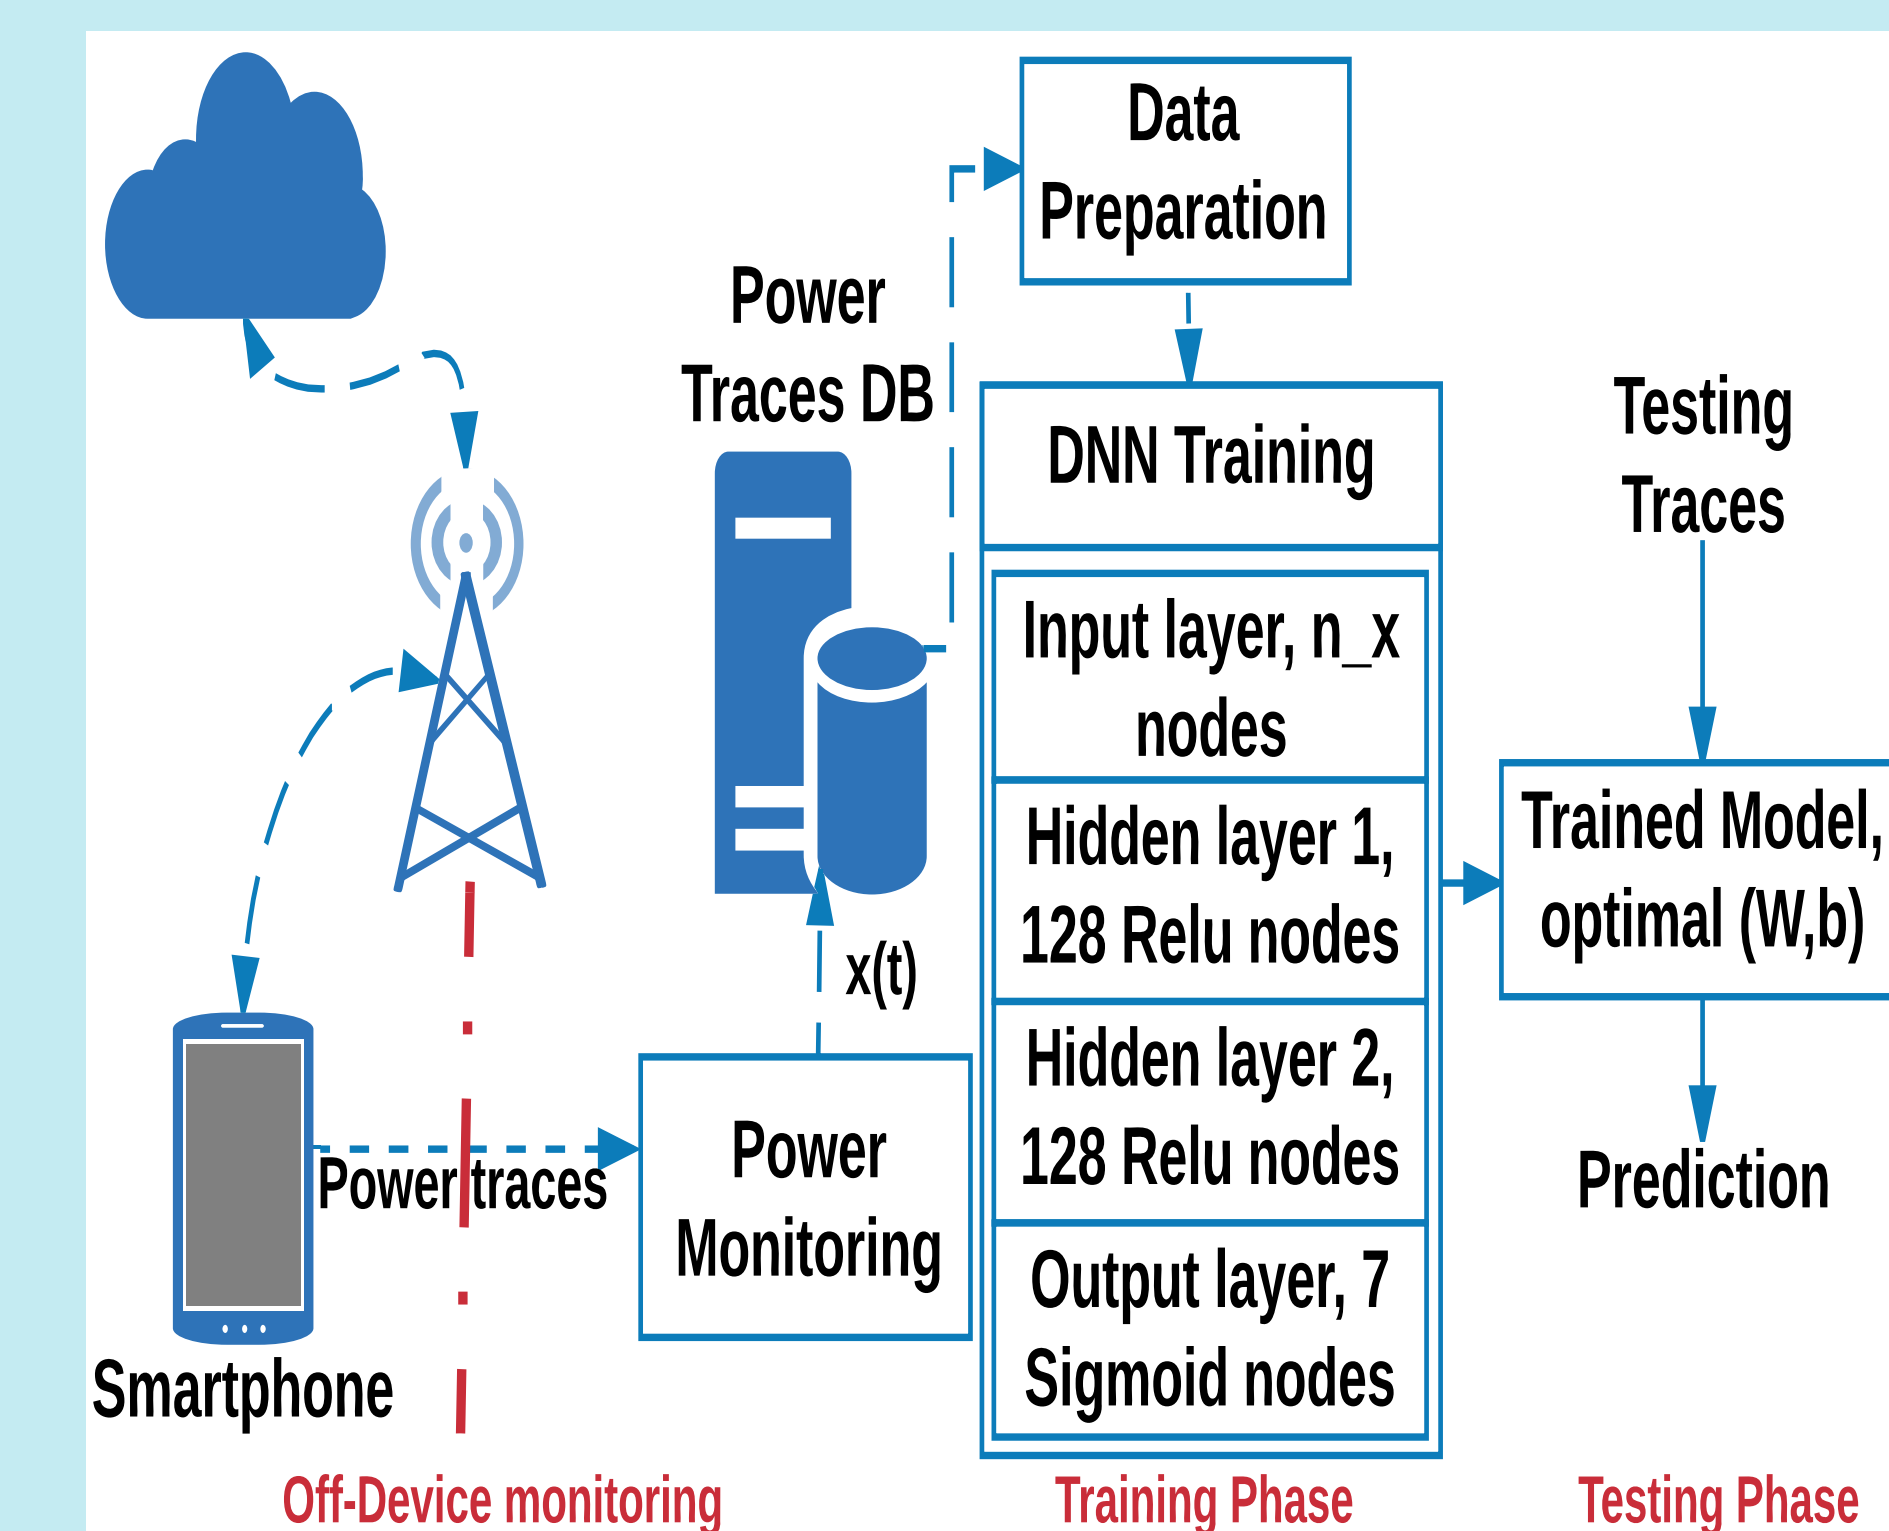 Data
Preparation
Power
Traces DB
DNN Training
Testing
Traces
Input layer, n_x
nodes
Hidden layer 1,
128 Relu nodes
Trained Model,
optimal (W,b)
x(t)
Hidden layer 2,
128 Relu nodes
Power traces
Power
Monitoring
Prediction
Output layer, 7
Sigmoid nodes
Smartphone
Off-Device monitoring
Training Phase
Testing Phase